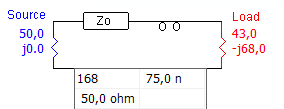 Source
Zo
Load
50,0
j0.0
43,0
-j68,0
168
75,0 n
50,0 ohm